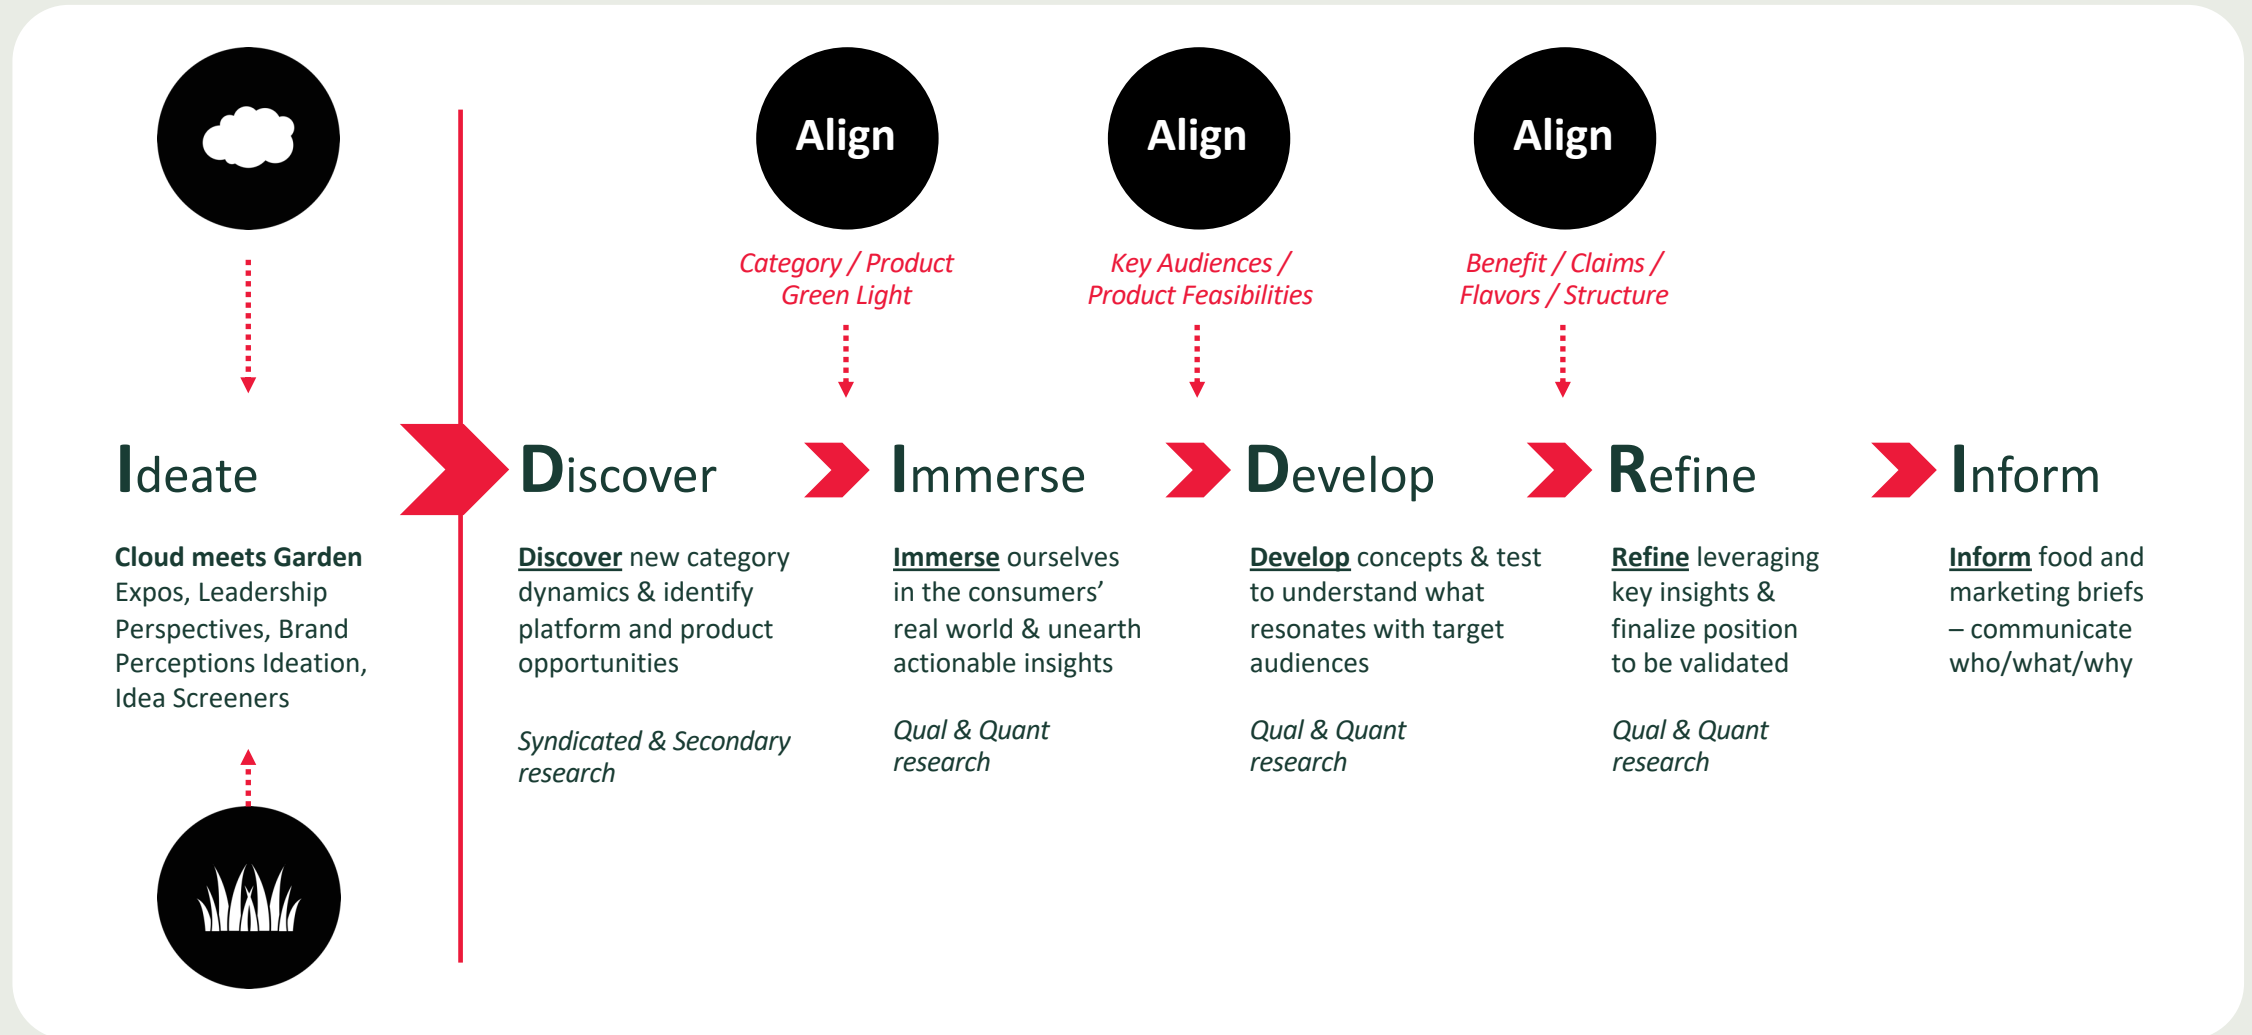 Align
Align
Align
Category / Product
Green Light
Key Audiences /
Product Feasibilities
Benefit / Claims /
Flavors / Structure
Ideate
Discover
Immerse
Develop
Refine
Inform
Cloud meets Garden
Expos, Leadership
Perspectives, Brand
Perceptions Ideation,
Idea Screeners
Discover new category
dynamics & identify
platform and product
opportunities
Syndicated & Secondary
research
Immerse ourselves
in the consumers’
real world & unearth
actionable insights
Qual & Quant
research
Develop concepts & test
to understand what
resonates with target
audiences
Qual & Quant
research
Refine leveraging
key insights &
finalize position
to be validated
Qual & Quant
research
Inform food and
marketing briefs
– communicate
who/what/why